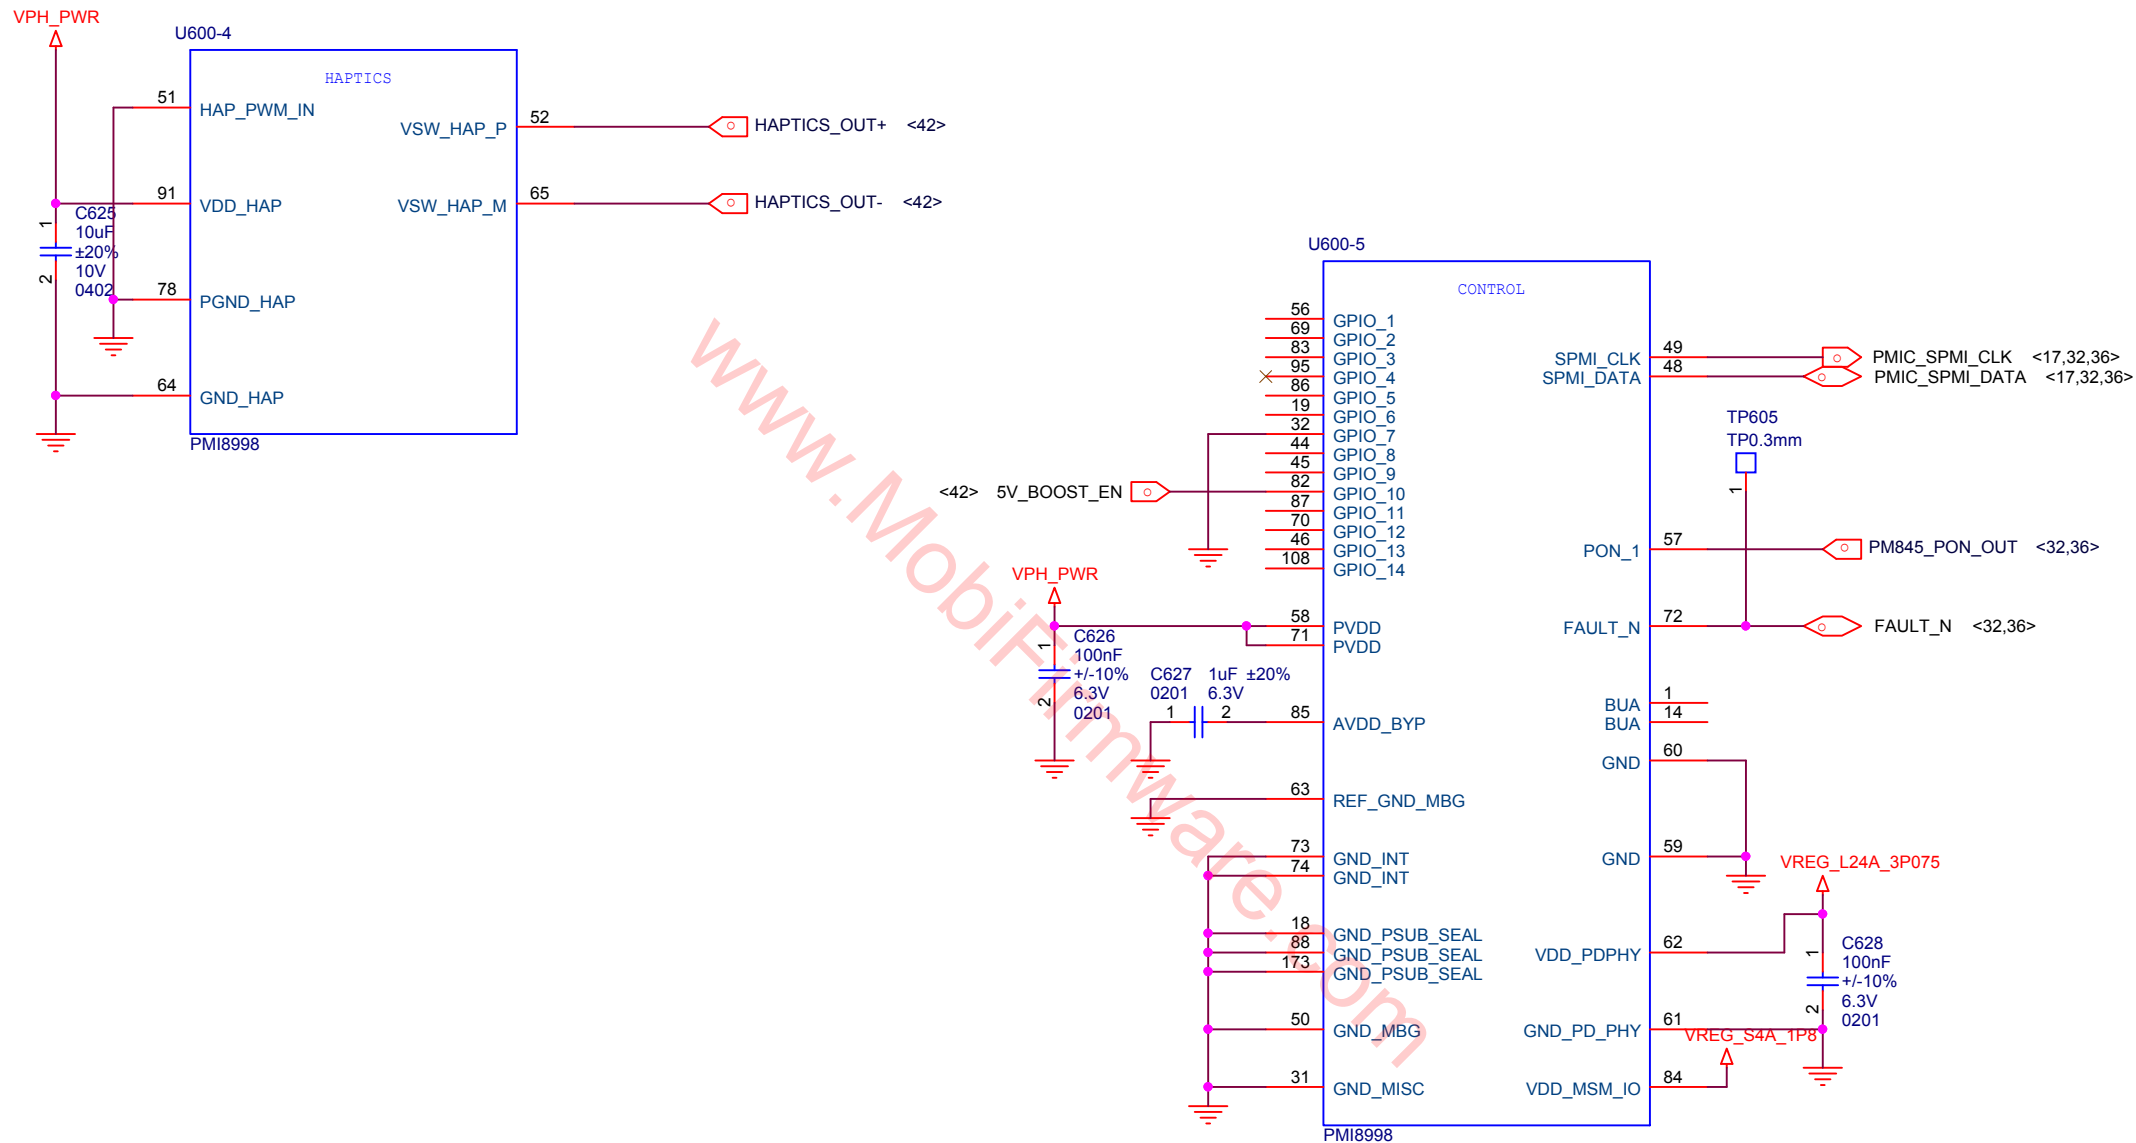 VPH_PWR
U600-4
HAPTICS
51
HAP_PWM_IN
52
VSW_HAP_P
HAPTICS_OUT+ <42>
91
VDD_HAP
65
VSW_HAP_M
HAPTICS_OUT- <42>
1
C625
10uF
±20%
10V
0402
2
78
PGND_HAP
64
GND_HAP
PMI8998
U600-5
CONTROL
56
GPIO_1
69
GPIO_2
83
GPIO_3
95
GPIO_4
86
GPIO_5
19
GPIO_6
32
GPIO_7
44
GPIO_8
45
GPIO_9
82
GPIO_10
87
GPIO_11
70
GPIO_12
46
GPIO_13
108
GPIO_14
<42> 5V_BOOST_EN
VPH_PWR
58
PVDD
71
PVDD
1
C626
100nF
+/-10%
6.3V
0201
2
C627 1uF ±20%
0201 6.3V
1 2
85
AVDD_BYP
63
REF_GND_MBG
73
GND_INT
74
GND_INT
18
GND_PSUB_SEAL
88
GND_PSUB_SEAL
173
GND_PSUB_SEAL
50
GND_MBG
31
GND_MISC
PMI8998
49
SPMI_CLK
PMIC_SPMI_CLK <17,32,36>
48
SPMI_DATA
PMIC_SPMI_DATA <17,32,36>
TP605
TP0.3mm
1
57
PON_1
PM845_PON_OUT <32,36>
72
FAULT_N
FAULT_N <32,36>
1
BUA
14
BUA
60
GND
59
GND
VREG_L24A_3P075
62
VDD_PDPHY
1
C628
100nF
+/-10%
6.3V
0201
2
61
GND_PD_PHY
VREG_S4A_1P8
84
VDD_MSM_IO
www.MobiFirmware.com